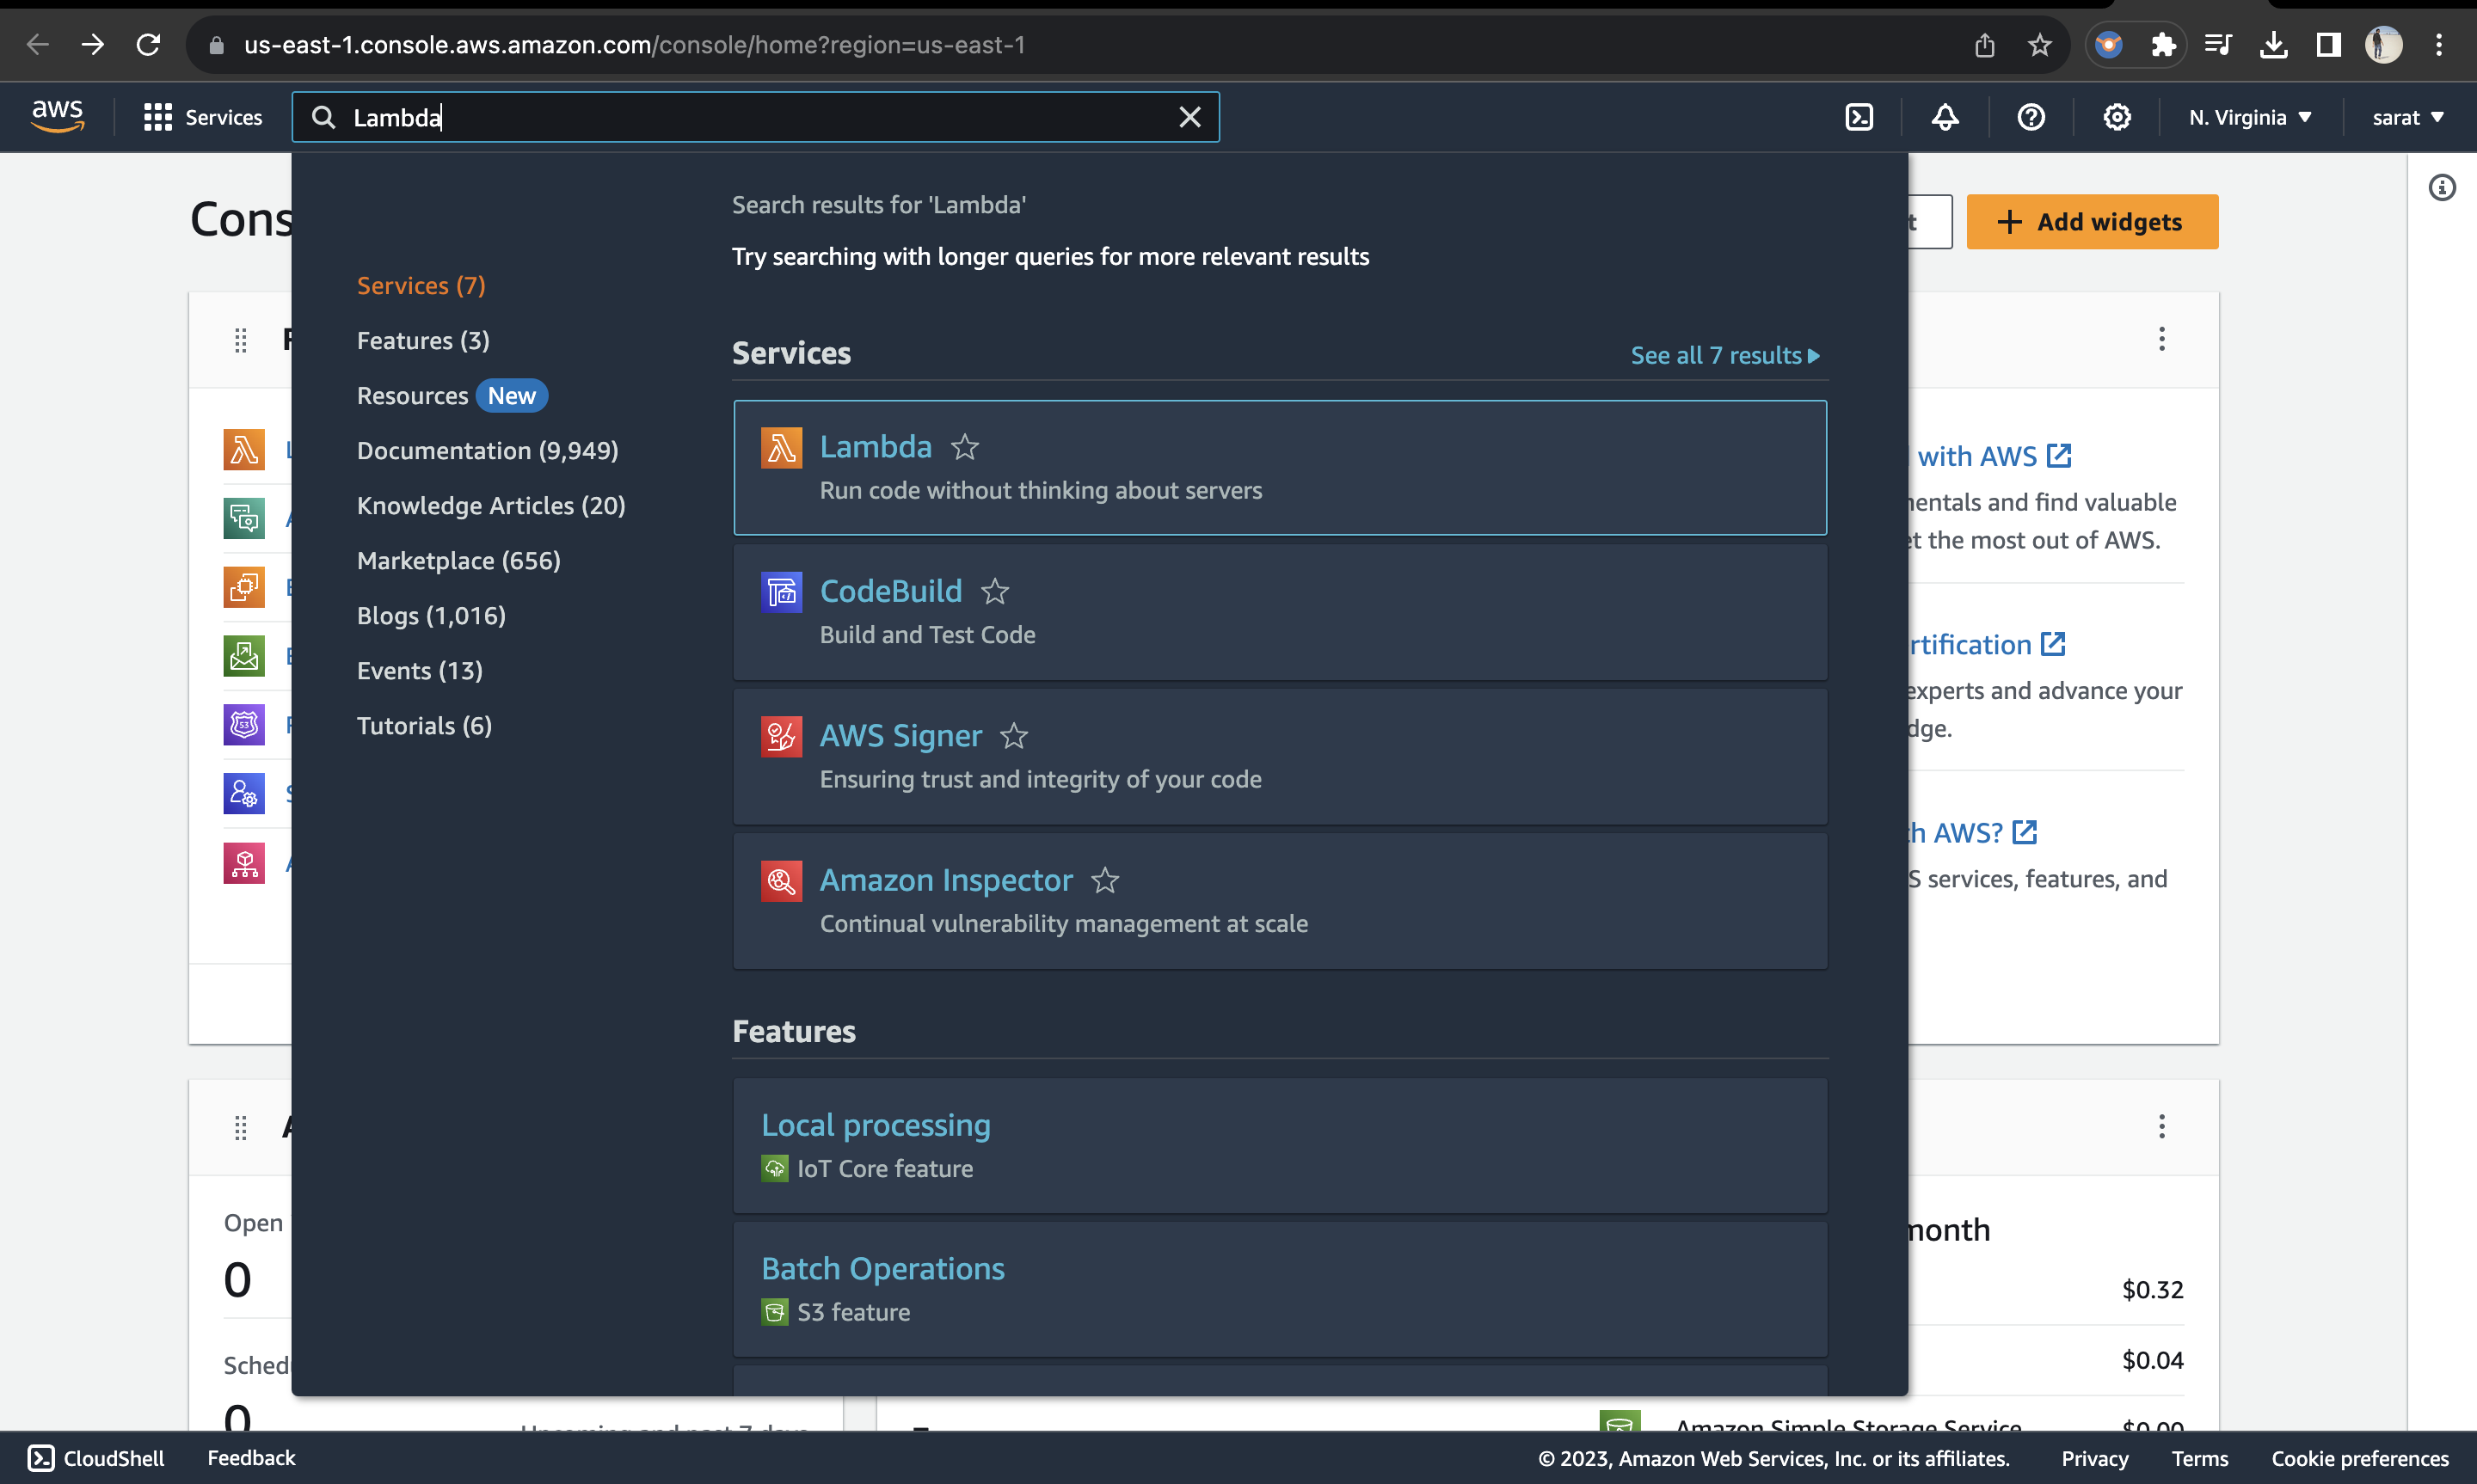 us-east-1.console.aws.amazon.com/console/home?region=us-east-1
aws
Services
Lambda
N. Virginia
sarat
Search results for 'Lambda'
Try searching with longer queries for more relevant results
Services (7)
Features (3)
Resources New
Documentation (9,949)
Knowledge Articles (20)
Marketplace (656)
Blogs (1,016)
Events (13)
Tutorials (6)
Services
See all 7 results
Lambda
Run code without thinking about servers
CodeBuild
Build and Test Code
AWS Signer
Ensuring trust and integrity of your code
Amazon Inspector
Continual vulnerability management at scale
Features
Local processing
IoT Core feature
Batch Operations
S3 feature
Cons
Add widgets
with AWS
and find valuable
the most out of AWS.
experts and advance your
AWS?
services, features, and
Open
0
Sched
0
month
$0.32
$0.04
Amazon Simple Storage Service
$0.00
CloudShell
Feedback
© 2023, Amazon Web Services, Inc. or its affiliates.
Privacy
Terms
Cookie preferences